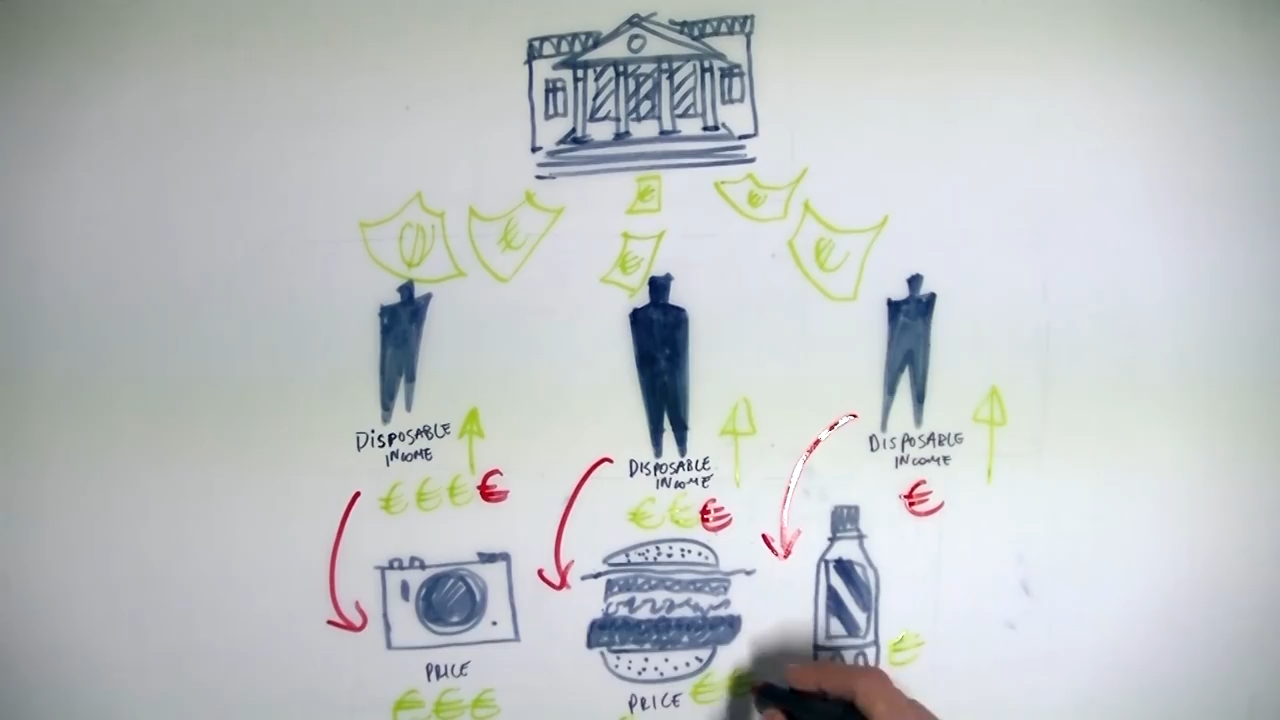 € € € € € €
DISPOSABLE
INCOME
€ € € €
DISPOSABLE
INCOME
€ € €
DISPOSABLE
INCOME
€
PRICE
€ € €
PRICE € €
€